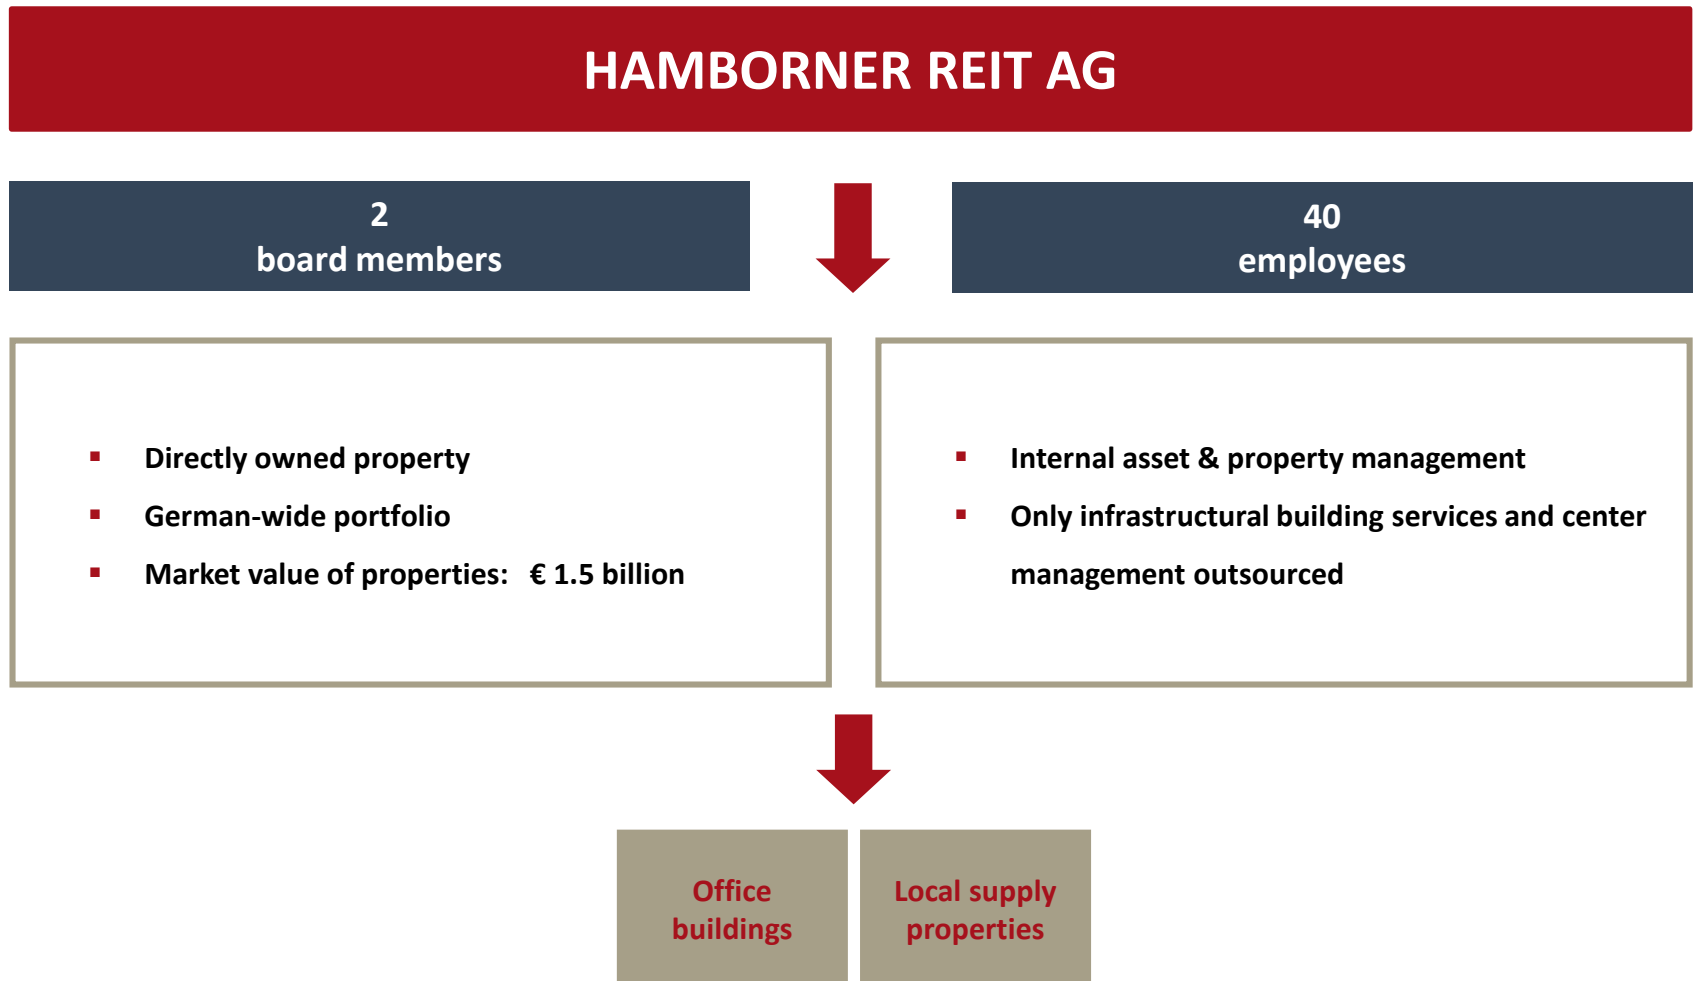 HAMBORNER REIT AG
2
board members
40
employees
▪ Directly owned property
▪ German-wide portfolio
▪ Market value of properties: € 1.5 billion
▪ Internal asset & property management
▪ Only infrastructural building services and center
management outsourced
Office
buildings
Local supply
properties